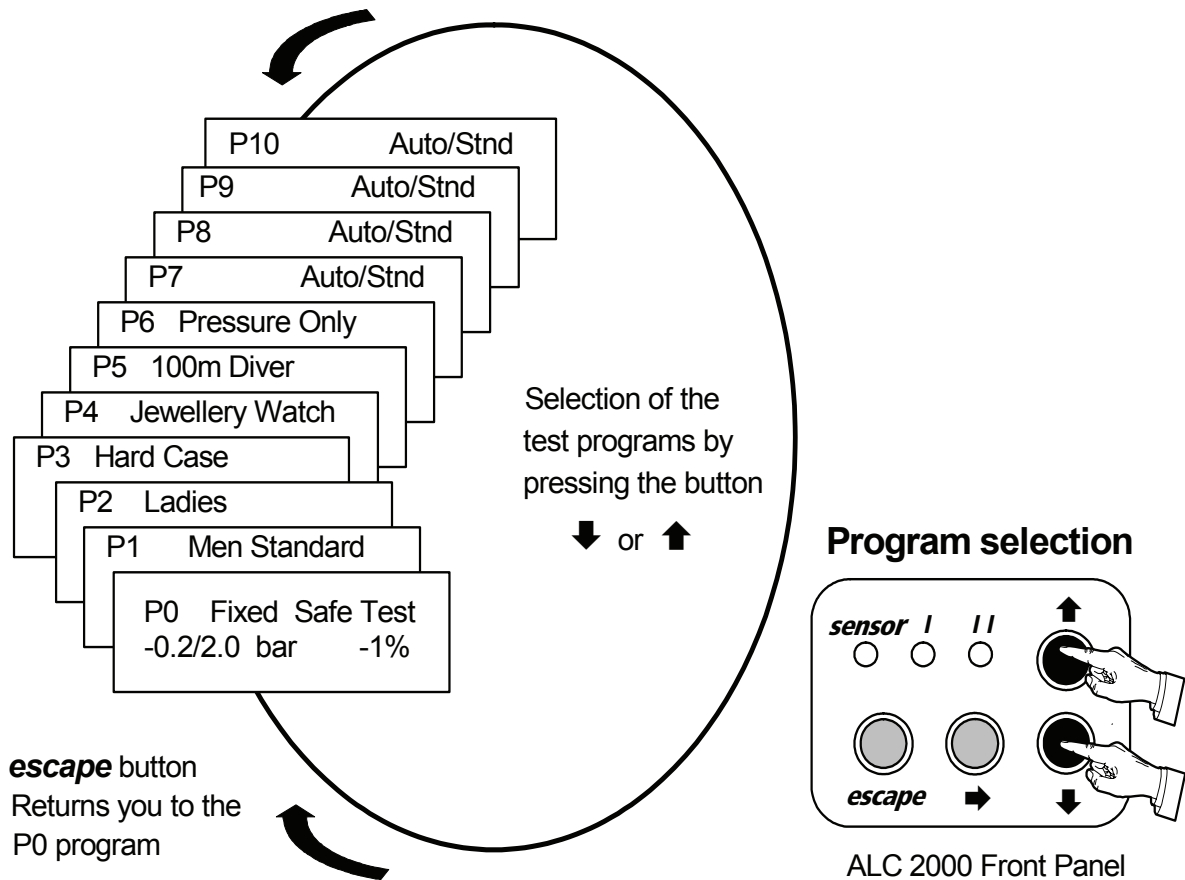 P10 Auto/Stnd
P9 Auto/Stnd
P8 Auto/Stnd
P7 Auto/Stnd
P6 Pressure Only
P5 100m Diver
P4 Jewellery Watch
P3 Hard Case
P2 Ladies
P1 Men Standard
P0 Fixed Safe Test
-0.2/2.0 bar -1%
Selection of the
test programs by
pressing the button
⬇ or ⬆
escape button
Returns you to the
P0 program
Program selection
sensor I II
escape
ALC 2000 Front Panel